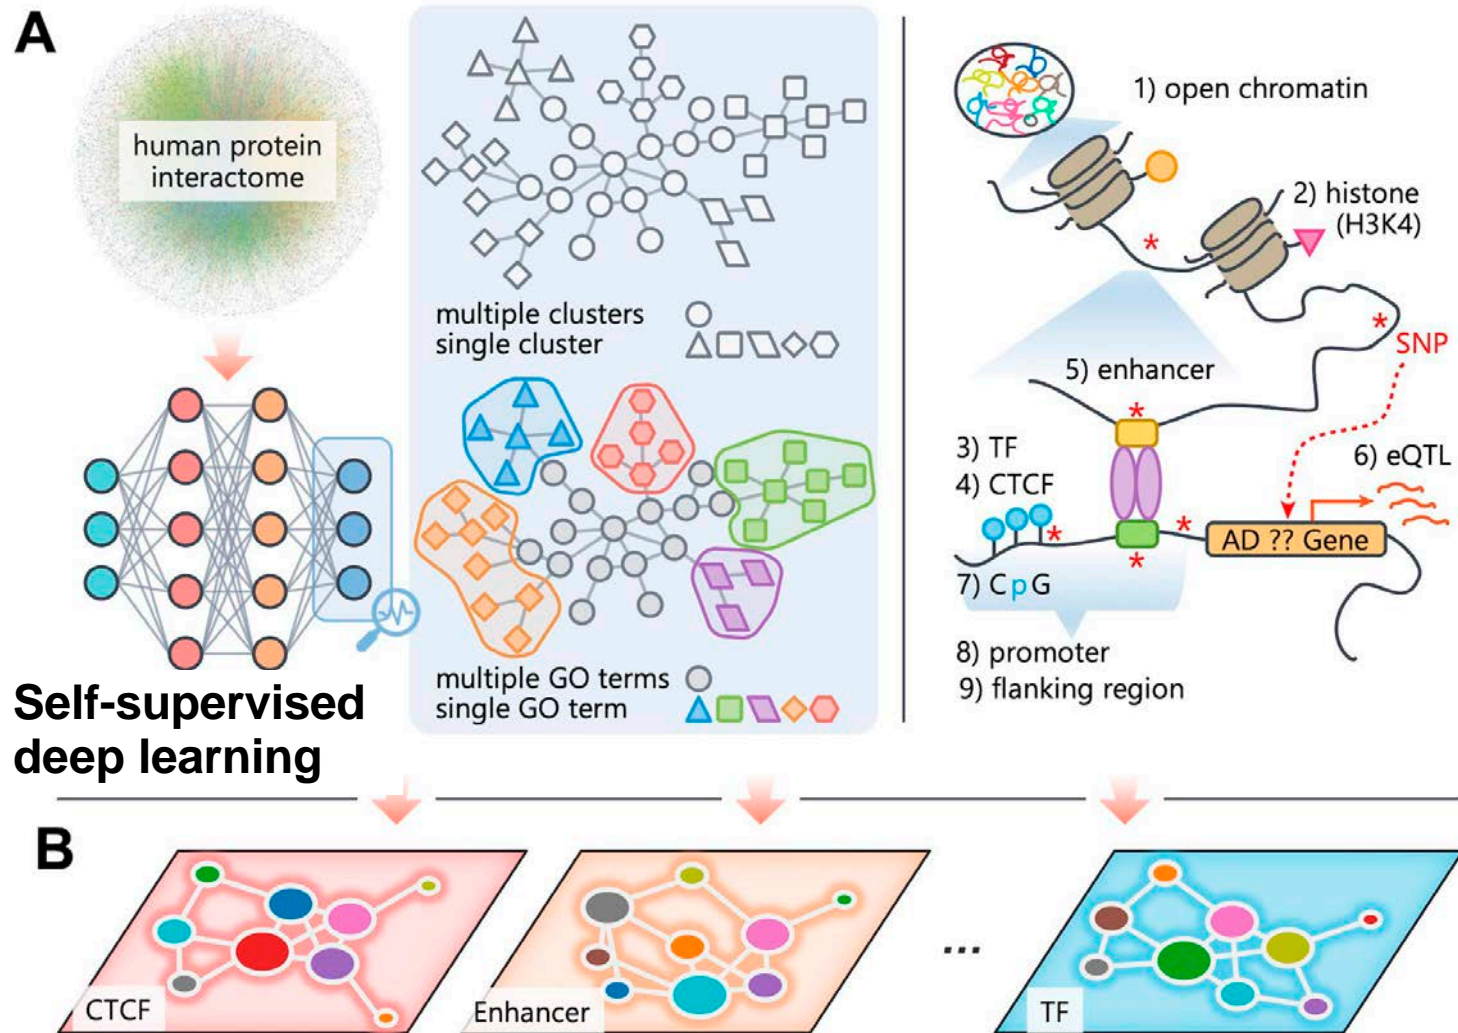 A
human protein
interactome
multiple clusters
single cluster
multiple GO terms
single GO term
Self-supervised
deep learning
1) open chromatin
2) histone
(H3K4)
*
*
SNP
5) enhancer
*
3) TF
4) CTCF
6) eQTL
*
*
AD ?? Gene
*
7) CpG
8) promoter
9) flanking region
B
CTCF
Enhancer
...
TF